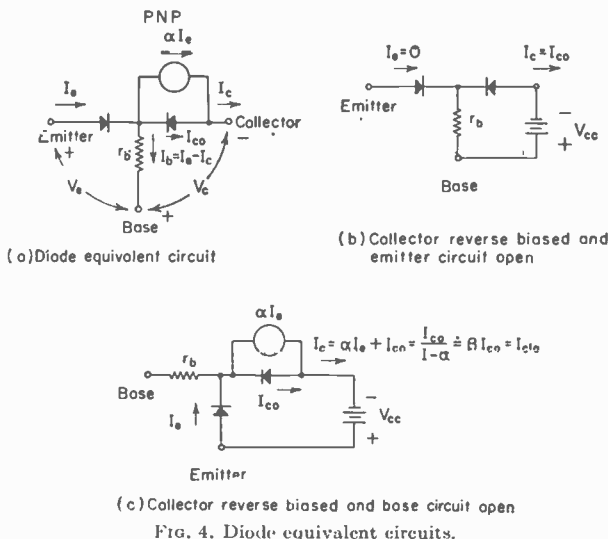 PNP
αIe
Ie
Ic
Emitter
Collector
+
−
Ico
rb
Ib=Ie−Ic
Ve
Vc
+
Base
(a) Diode equivalent circuit
Ie=0
Ic=Ico
Emitter
rb
−
Vcc
+
Base
(b) Collector reverse biased and
emitter circuit open
αIe
Ic = αIe + Ico = Ico/1-α ≐ β Ico = Iclo
rb
Base
Ico
Ie
−
Vcc
+
Emitter
(c) Collector reverse biased and base circuit open
FIG. 4. Diode equivalent circuits.